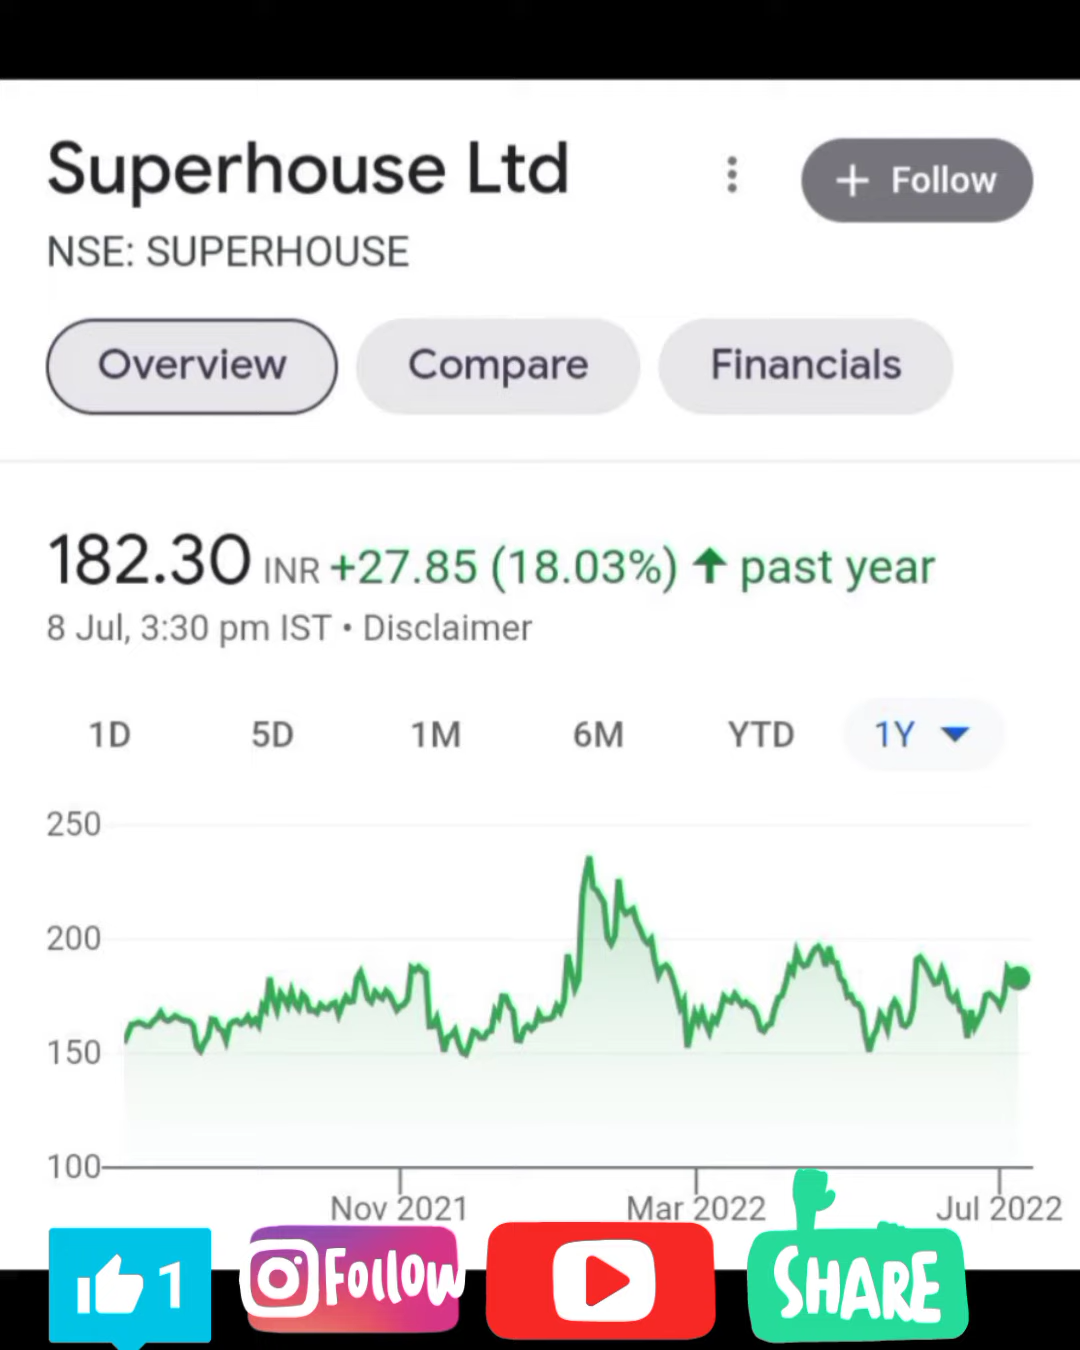 Superhouse Ltd
+ Follow
NSE: SUPERHOUSE
Overview Compare Financials
182.30 INR +27.85 (18.03%) ↑ past year
8 Jul, 3:30 pm IST • Disclaimer
1D 5D 1M 6M YTD 1Y
250
200
150
100
Nov 2021 Mar 2022 Jul 2022
1 Follow SHARE